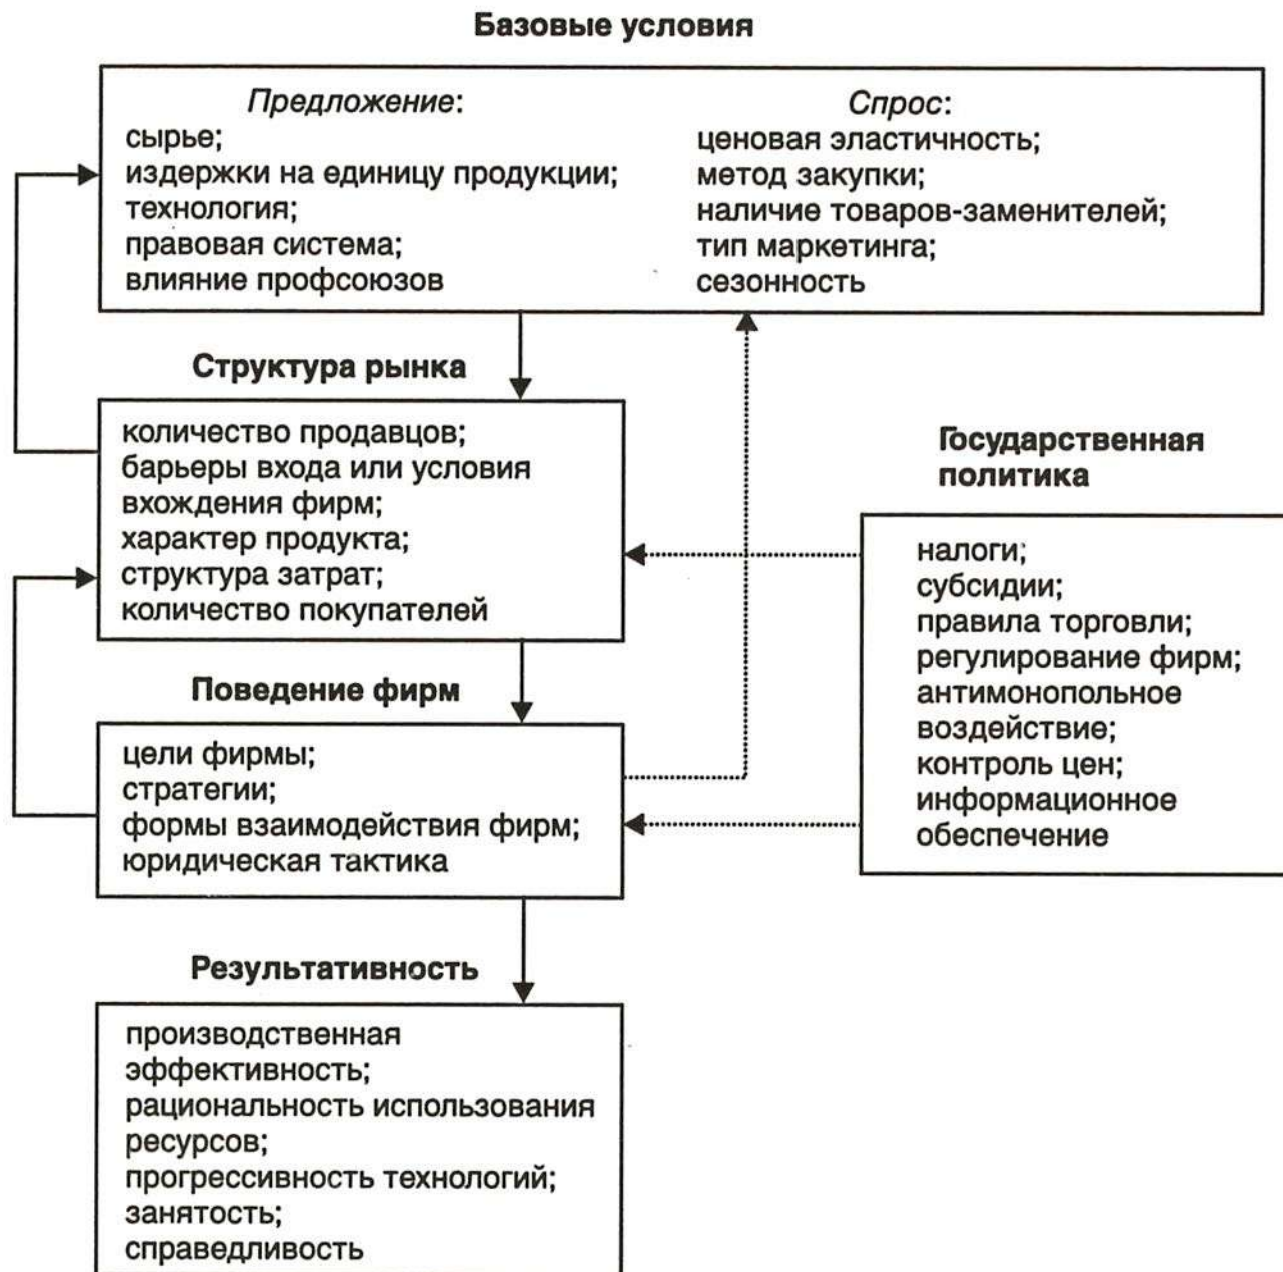 Базовые условия
Предложение:
сырье;
издержки на единицу продукции;
технология;
правовая система;
влияние профсоюзов
Спрос:
ценовая эластичность;
метод закупки;
наличие товаров-заменителей;
тип маркетинга;
сезонность
Структура рынка
количество продавцов;
барьеры входа или условия
вхождения фирм;
характер продукта;
структура затрат;
количество покупателей
Государственная
политика
налоги;
субсидии;
правила торговли;
регулирование фирм;
антимонопольное
воздействие;
контроль цен;
информационное
обеспечение
Поведение фирм
цели фирмы;
стратегии;
формы взаимодействия фирм;
юридическая тактика
Результативность
производственная
эффективность;
рациональность использования
ресурсов;
прогрессивность технологий;
занятость;
справедливость